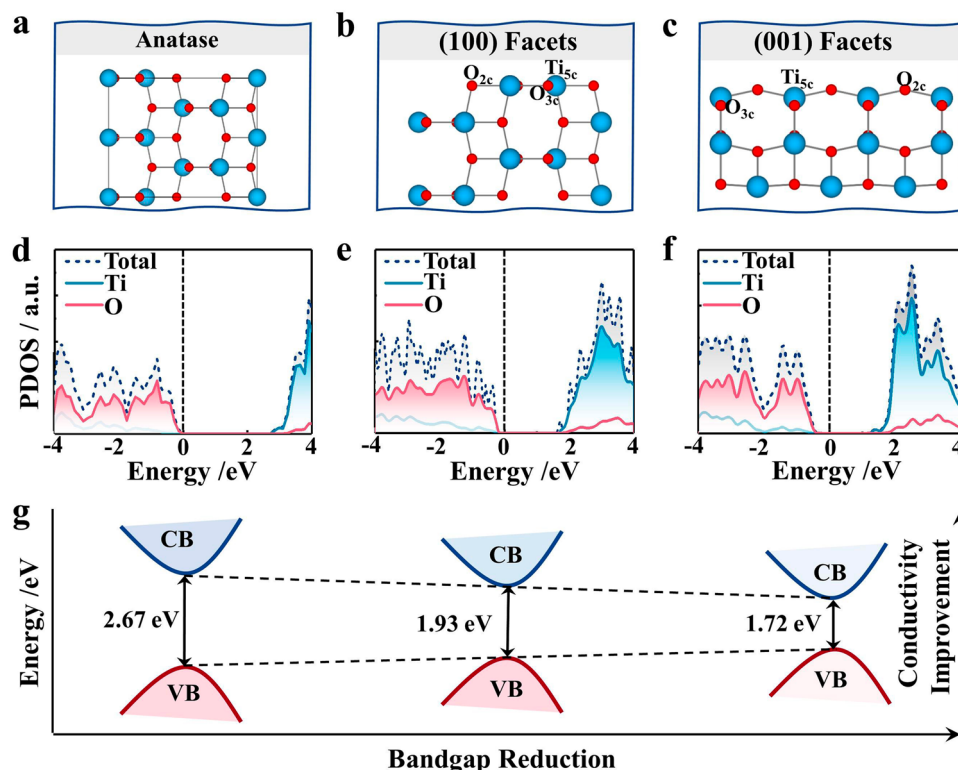 a
Anatase
b
(100) Facets
O2c
Ti5c
O3c
c
(001) Facets
Ti5c
O2c
O3c
d
Total
Ti
O
PDOS / a.u.
-4
-2
0
2
4
Energy /eV
e
Total
Ti
O
-4
-2
0
2
4
Energy /eV
f
Total
Ti
O
-4
-2
0
2
4
Energy /eV
g
Energy /eV
CB
2.67 eV
VB
CB
1.93 eV
VB
CB
1.72 eV
VB
Conductivity
Improvement
Bandgap Reduction